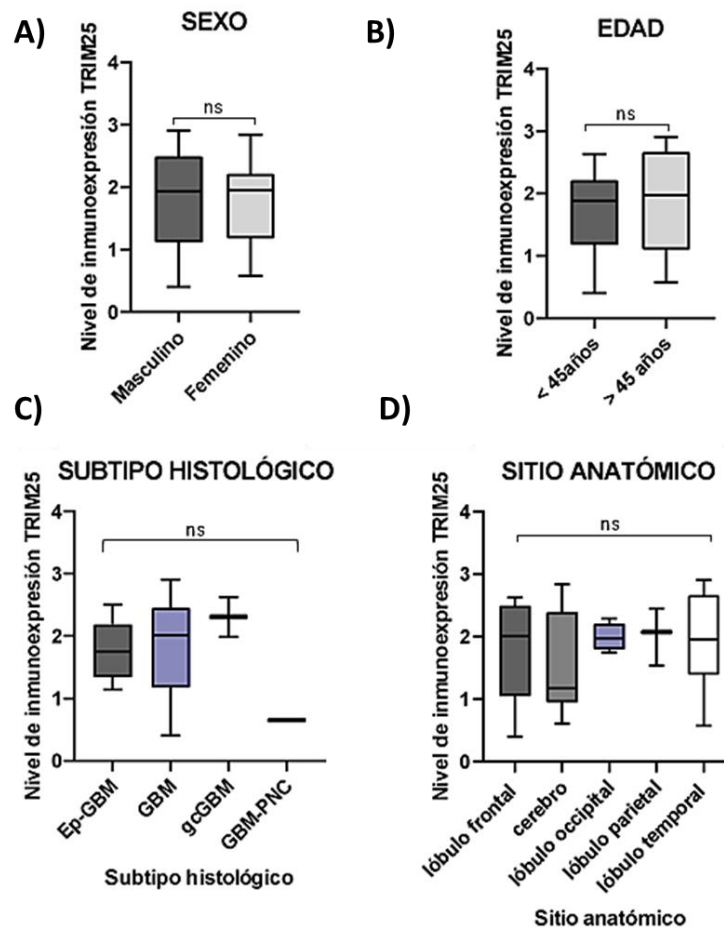 A)
SEXO
Nivel de inmunoexpresión TRIM25
4
3
2
1
0
ns
Masculino
Femenino
B)
EDAD
Nivel de inmunoexpresión TRIM25
4
3
2
1
0
ns
< 45años
> 45 años
C)
SUBTIPO HISTOLÓGICO
Nivel de inmunoexpresión TRIM25
4
3
2
1
0
ns
Ep-GBM
GBM
gcGBM
GBM-PNC
Subtipo histológico
D)
SITIO ANATÓMICO
Nivel de inmunoexpresión TRIM25
4
3
2
1
0
ns
lóbulo frontal
cerebro
lóbulo occipital
lóbulo parietal
lóbulo temporal
Sitio anatómico